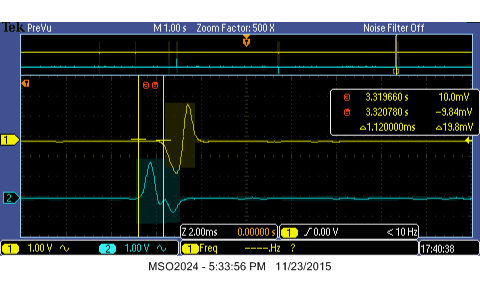 Tek PreVu M 1.00 s Zoom Factor: 500 X Noise Filter Off
a 3.319660 s 10.0mV
b 3.320780 s -9.84mV
△1.120000ms △19.8mV
1
2
Z 2.00ms 0.00000 s 1 0.00 V < 10 Hz
1 1.00 V 2 1.00 V 1 Freq -----.Hz ? 17:40:38
MSO2024 - 5:33:56 PM 11/23/2015